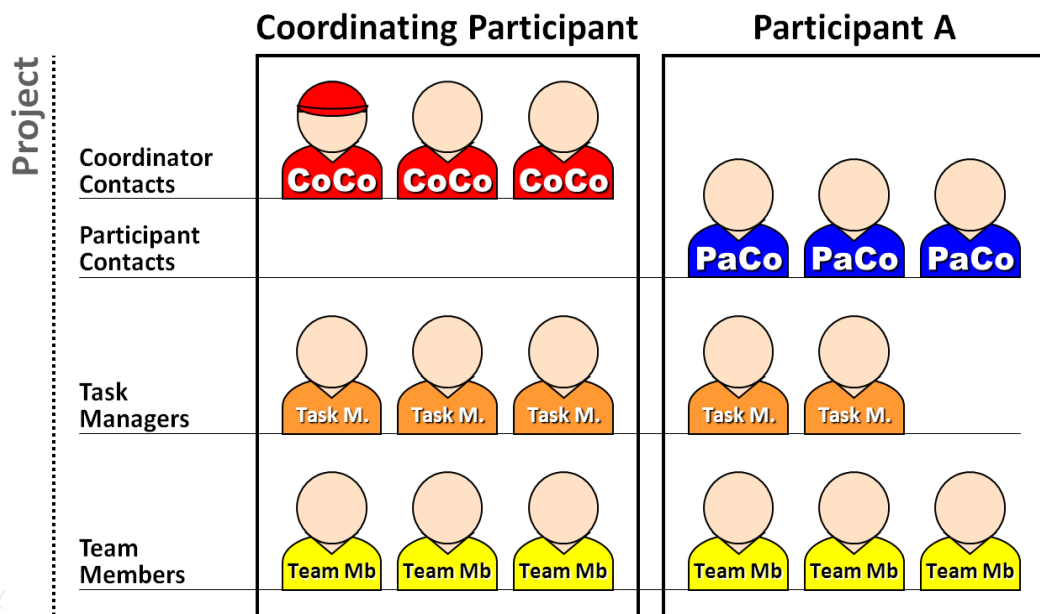 Coordinating Participant
Participant A
Project
Coordinator
Contacts
CoCo CoCo CoCo
Participant
Contacts
PaCo PaCo PaCo
Task
Managers
Task M. Task M. Task M. Task M. Task M.
Team
Members
Team Mb Team Mb Team Mb Team Mb Team Mb Team Mb